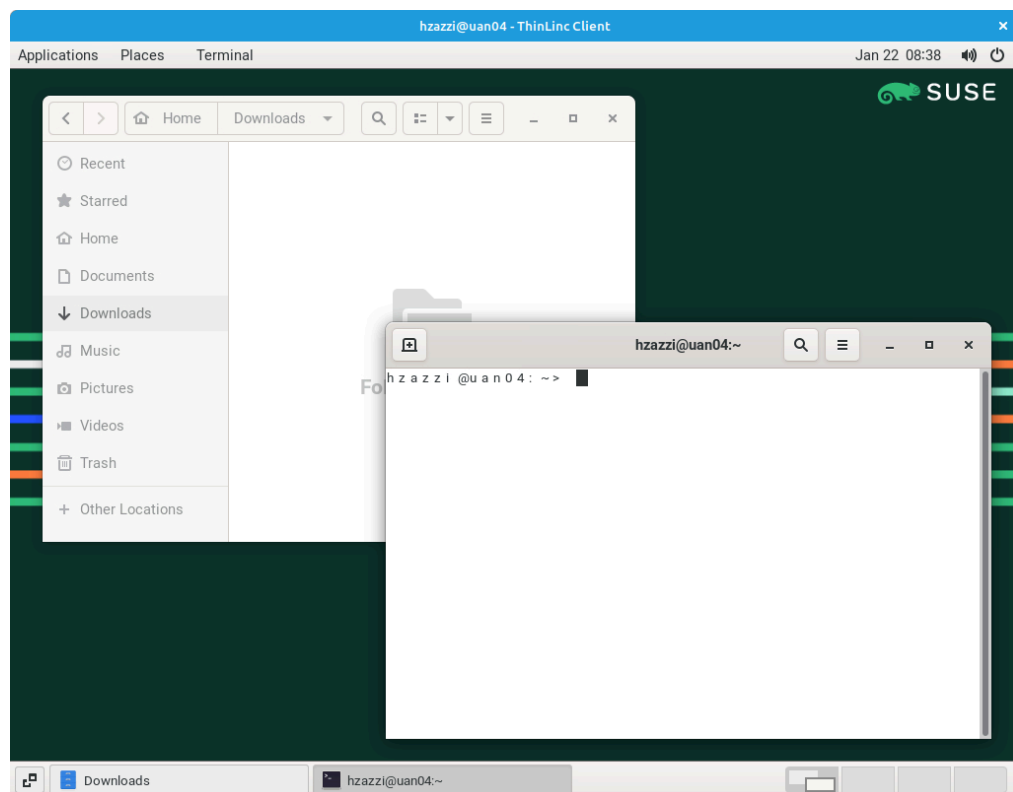 hzazzi@uan04 - ThinLinc Client
Applications Places Terminal Jan 22 08:38
SUSE
Home Downloads
Recent
Starred
Home
Documents
Downloads
Music
Pictures
Videos
Trash
Other Locations
Fo
hzazzi@uan04:~
hzazzi@uan04:~>
Downloads hzazzi@uan04:~